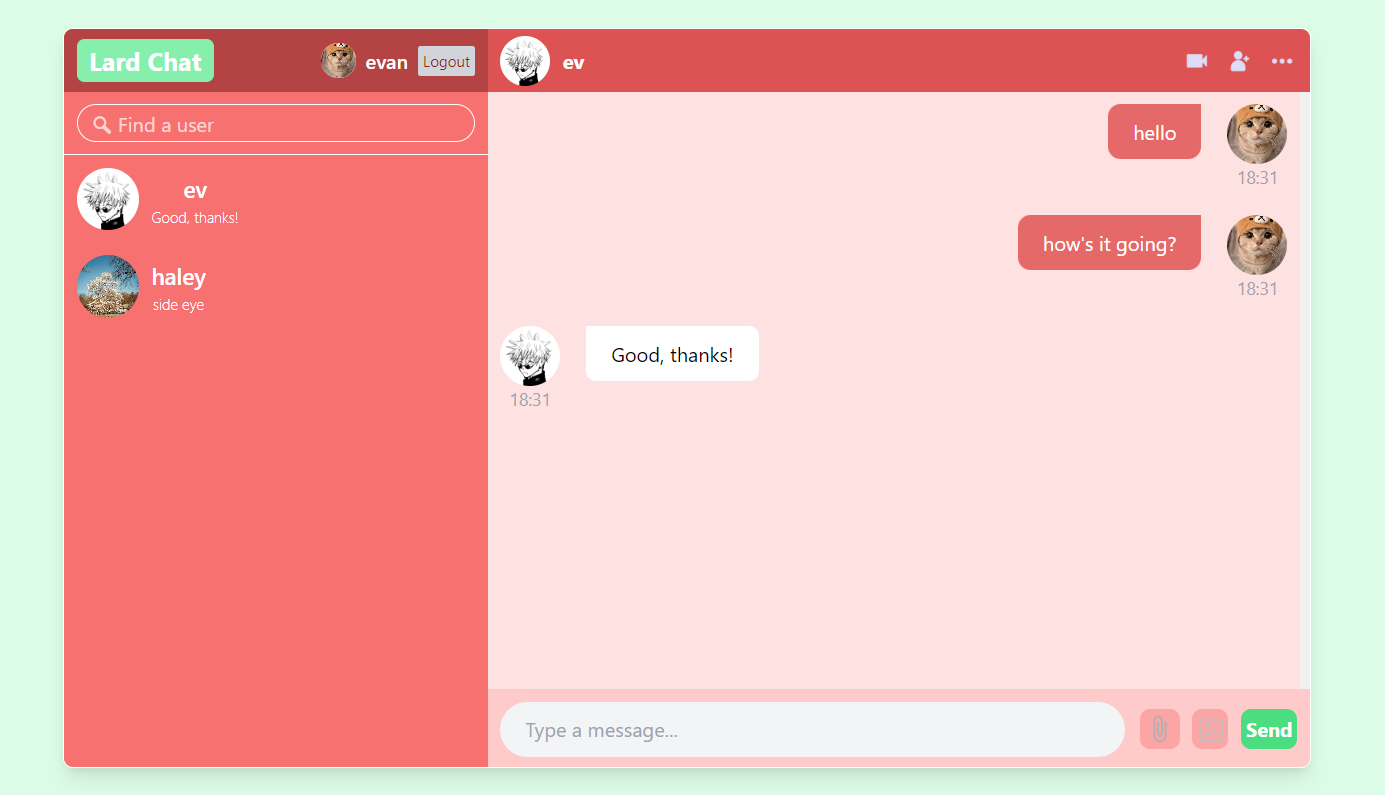 Lard Chat
evan
Logout
Find a user
ev
Good, thanks!
haley
side eye
ev
hello
18:31
how's it going?
18:31
Good, thanks!
18:31
Type a message...
Send